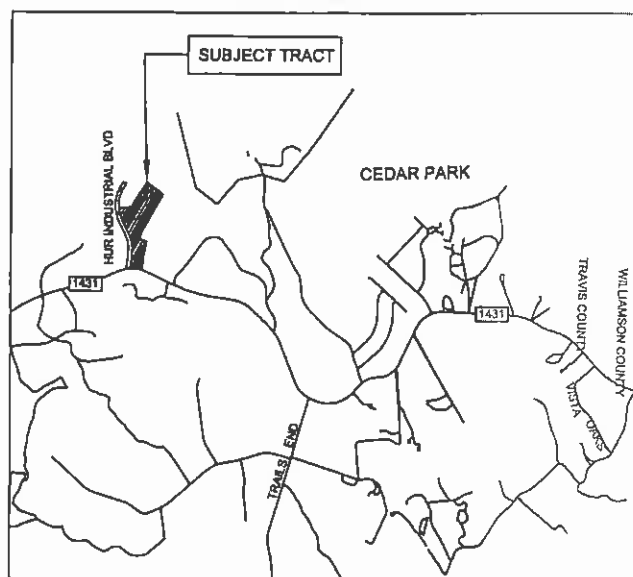 SUBJECT TRACT
HUR INDUSTRIAL BLVD
CEDAR PARK
1431
1431
TRAVIS COUNTY
WILLIAMSON COUNTY
VISTA OAKS
TRAILS END